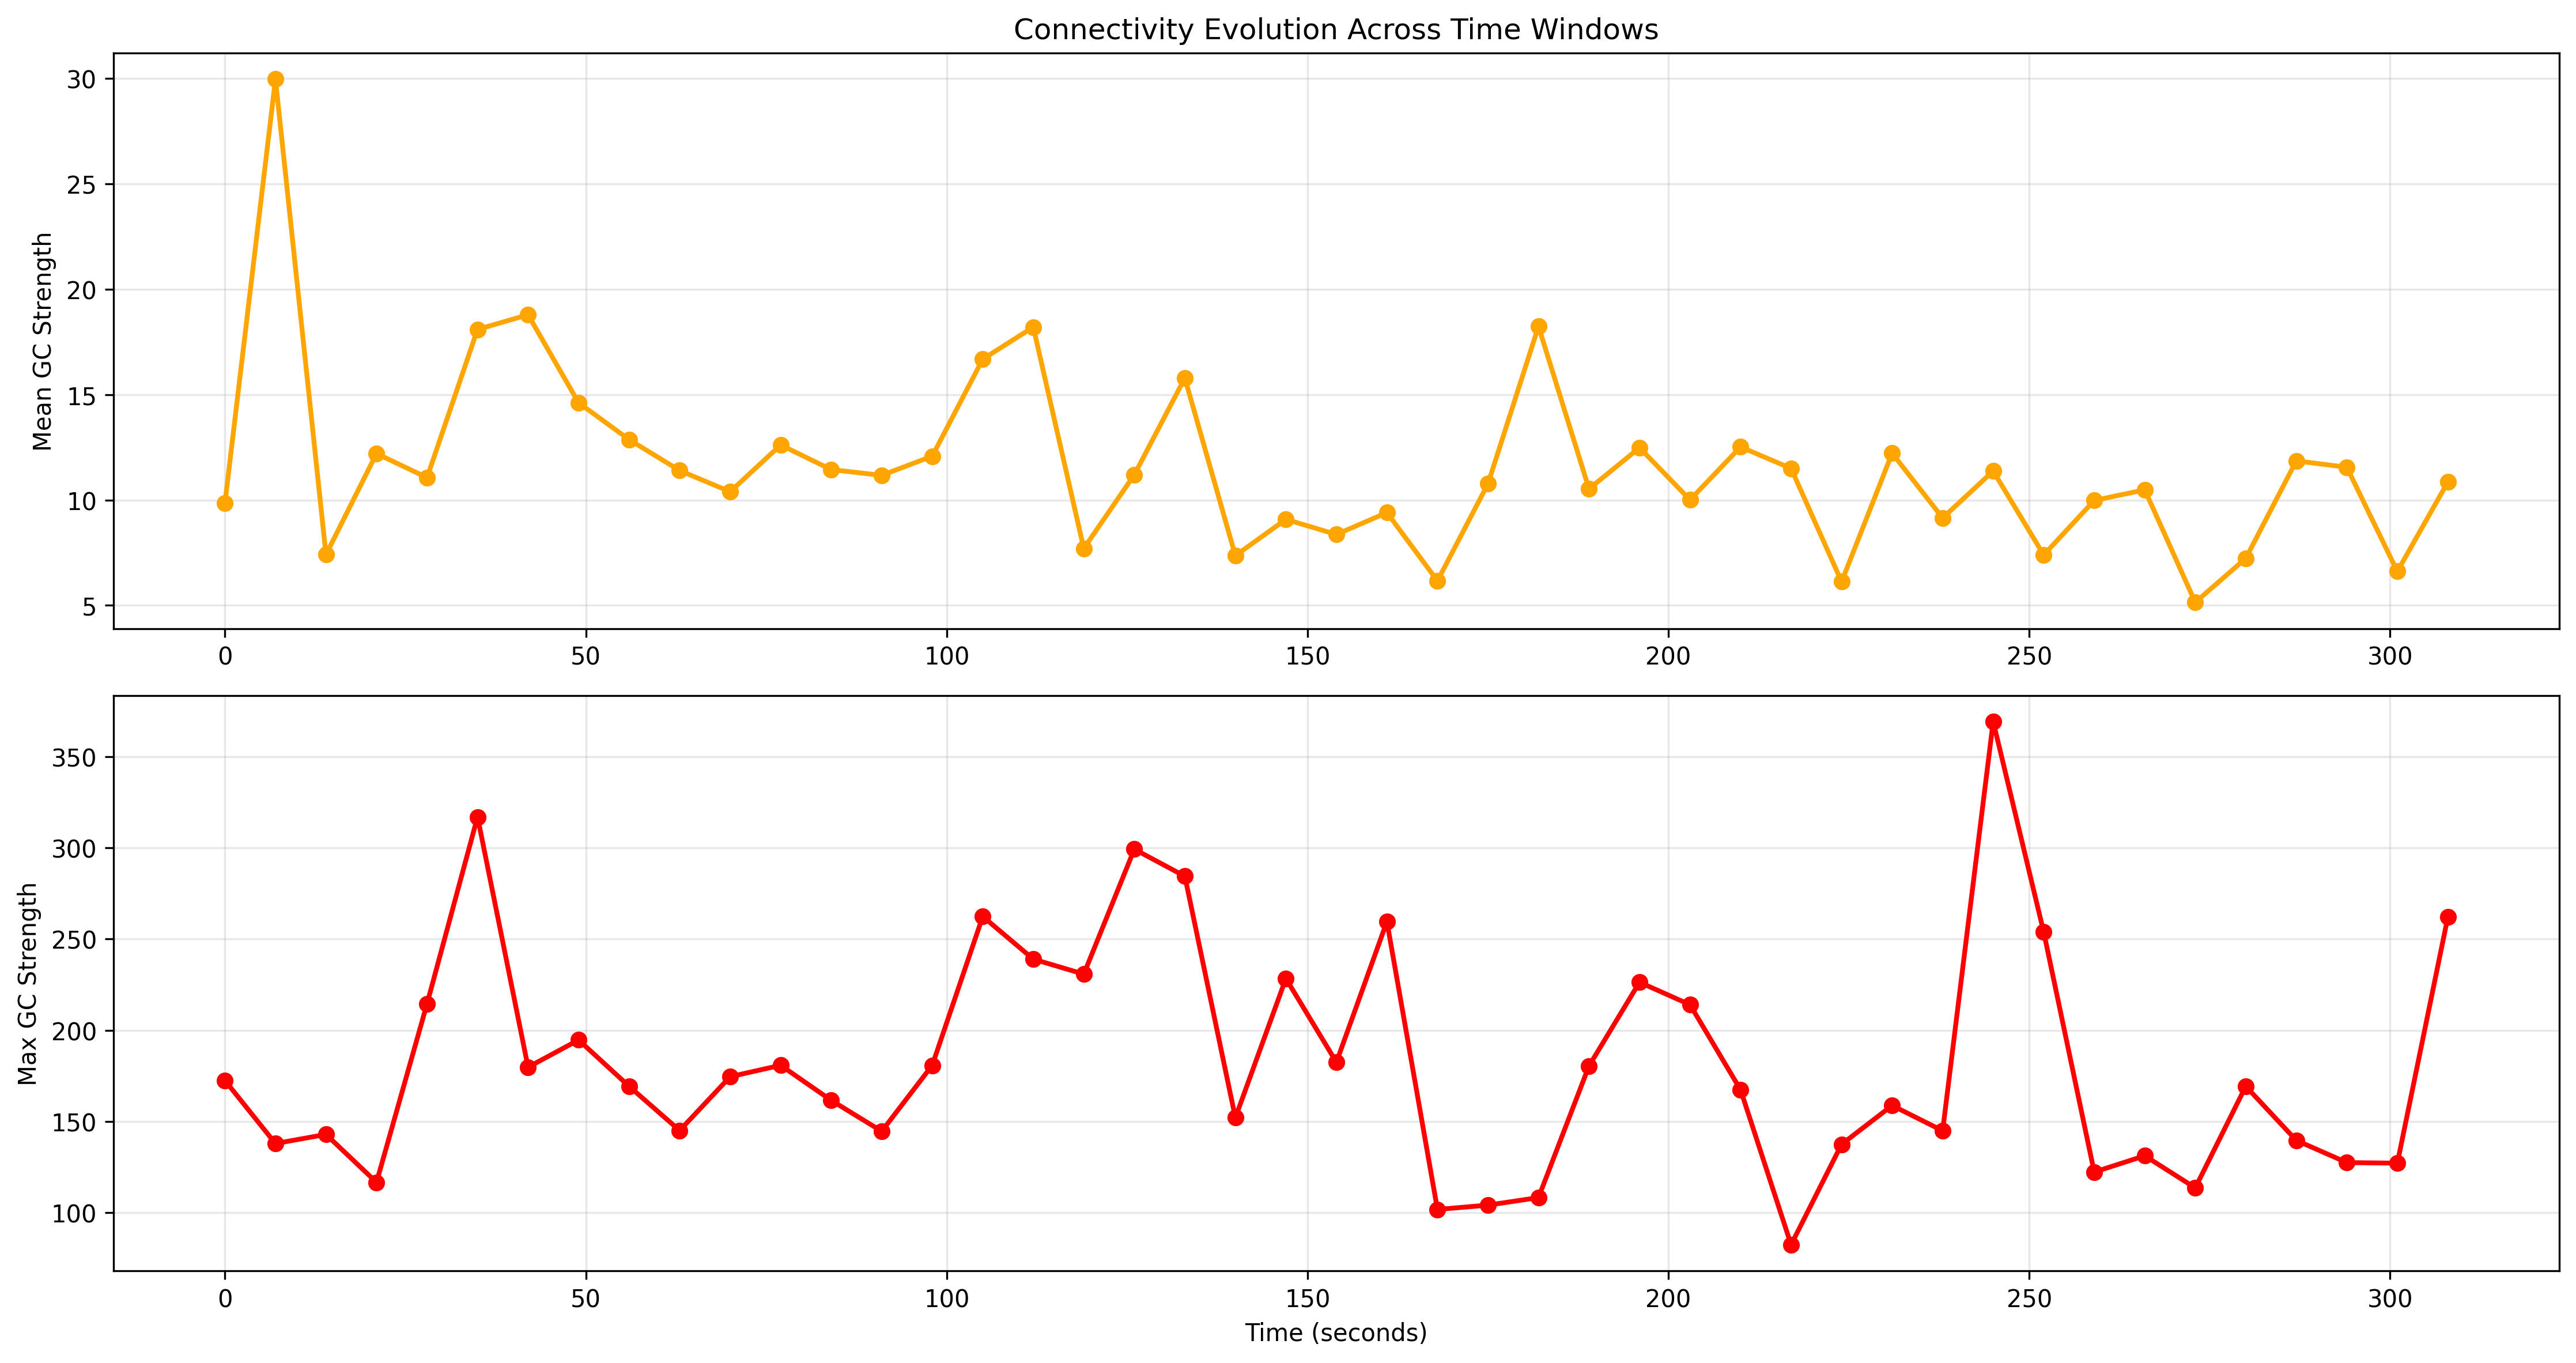 Connectivity Evolution Across Time Windows
Mean GC Strength
30
25
20
15
10
5
0 50 100 150 200 250 300
Max GC Strength
350
300
250
200
150
100
0 50 100 150 200 250 300
Time (seconds)